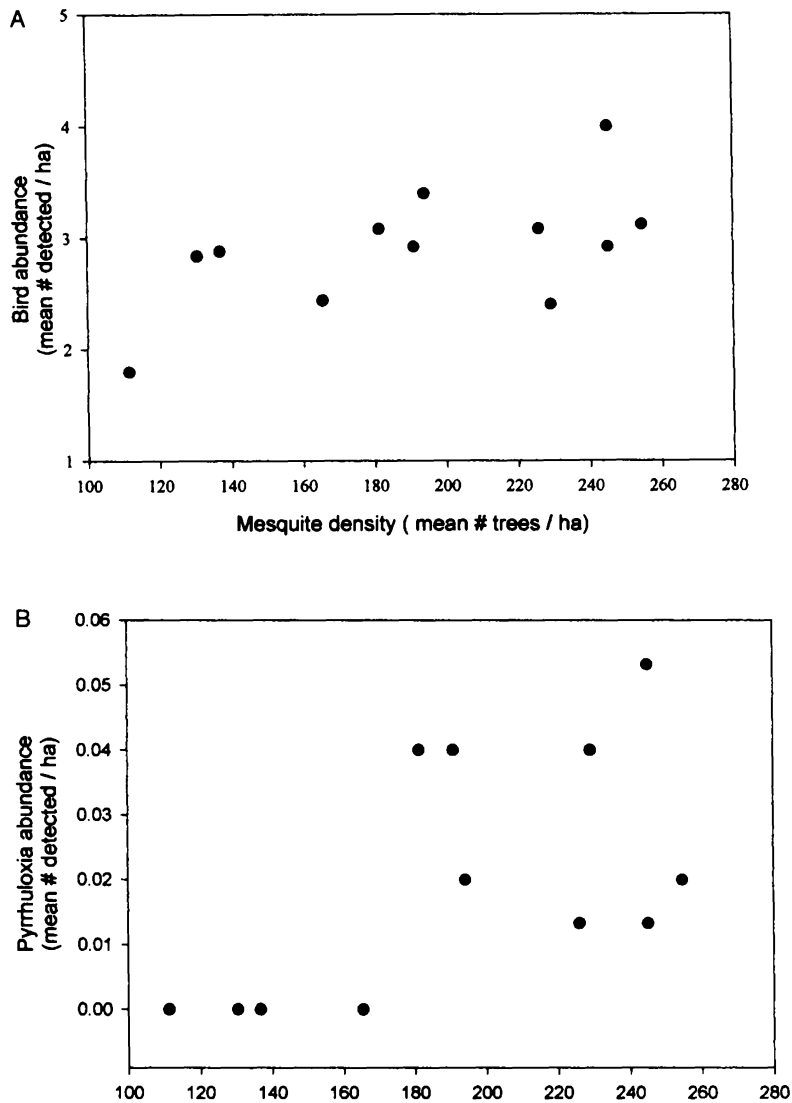 A
5
4
3
2
1
Bird abundance
(mean # detected / ha)
100 120 140 160 180 200 220 240 260 280
Mesquite density ( mean # trees / ha)
B
0.06
0.05
0.04
0.03
0.02
0.01
0.00
Pyrrhuloxia abundance
(mean # detected / ha)
100 120 140 160 180 200 220 240 260 280